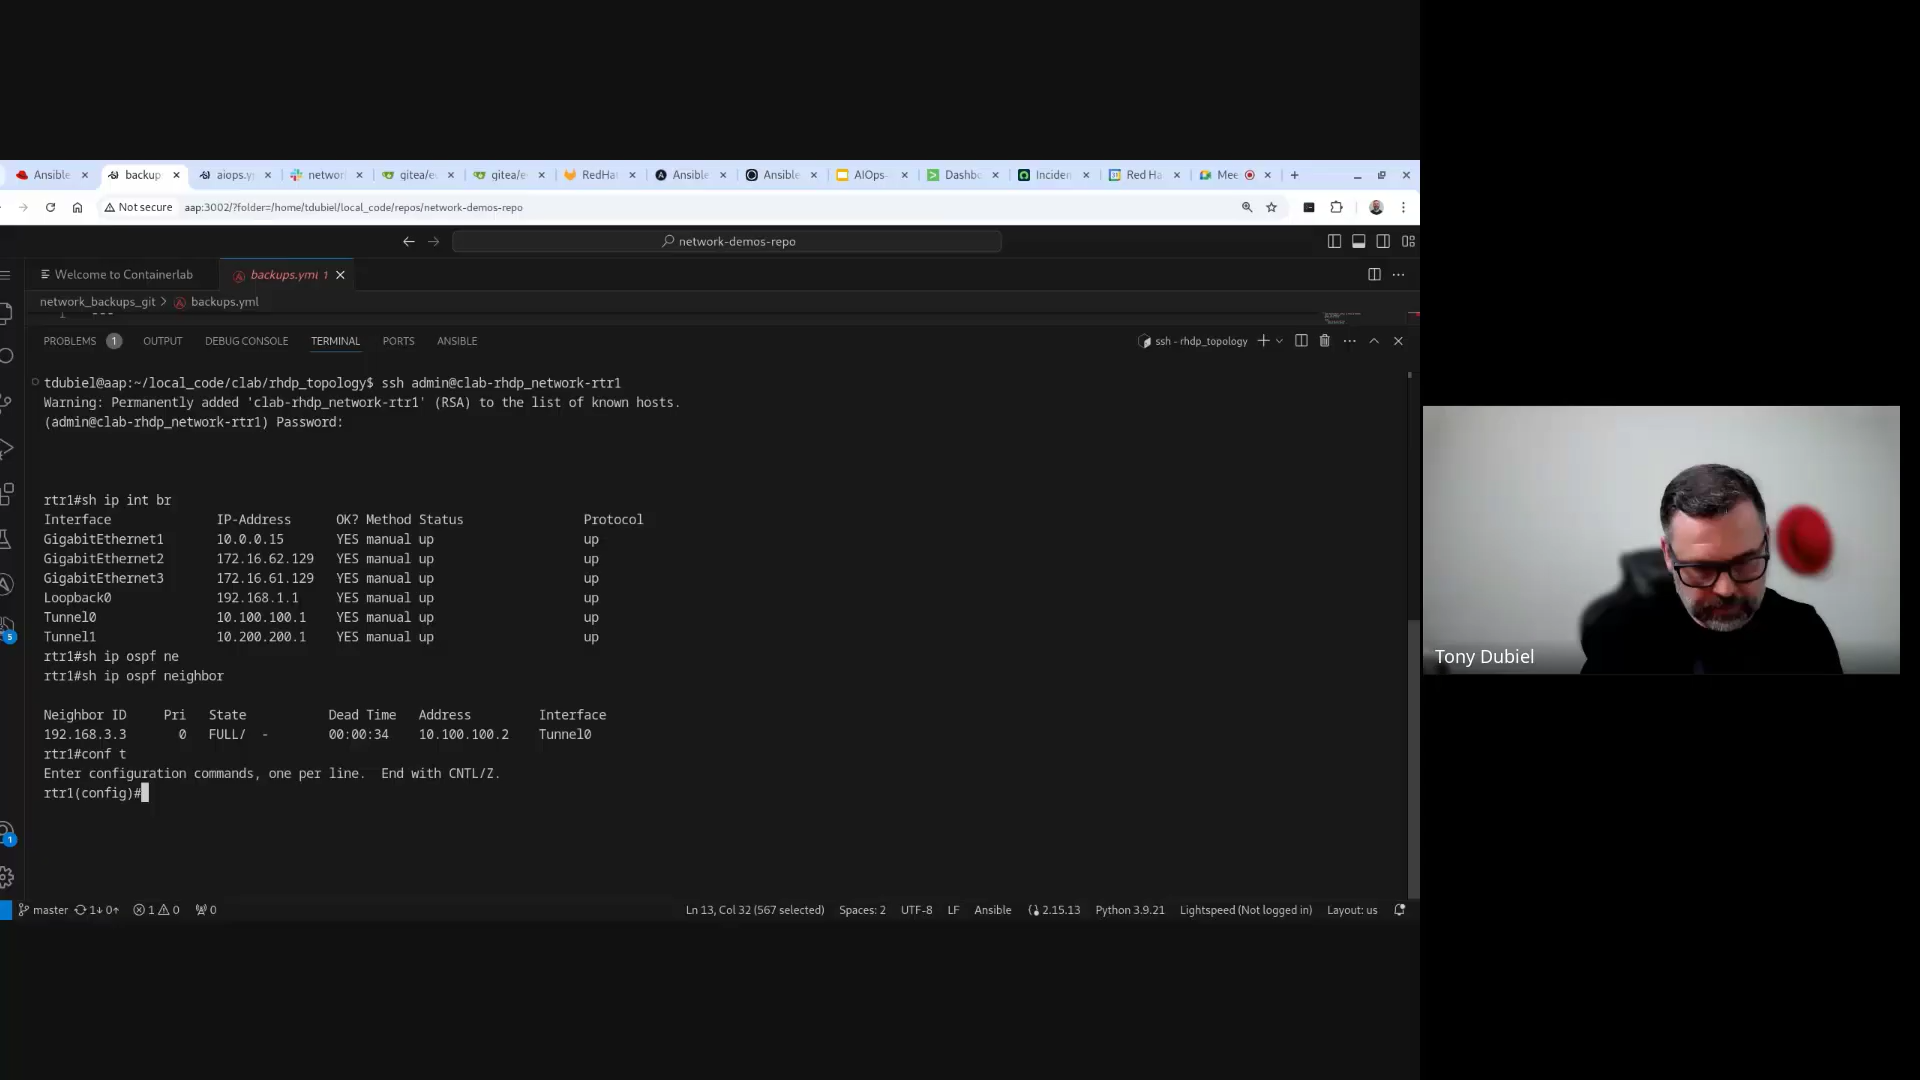 Ansible
backup
aiops.y
network
gitea/e
gitea/e
RedHa
Ansible
Ansible
AIOps-
Dashbo
Inciden
Red Ha
Mee
Not secure
aap:3002/?folder=/home/tdubiel/local_code/repos/network-demos-repo
network-demos-repo
Welcome to Containerlab
backups.yml 1
network_backups_git > backups.yml
1 ---
PROBLEMS 1 OUTPUT DEBUG CONSOLE TERMINAL PORTS ANSIBLE
ssh - rhdp_topology
tdubiel@aap:~/local_code/clab/rhdp_topology$ ssh admin@clab-rhdp_network-rtr1
Warning: Permanently added 'clab-rhdp_network-rtr1' (RSA) to the list of known hosts.
(admin@clab-rhdp_network-rtr1) Password:
rtr1#sh ip int br
Interface IP-Address OK? Method Status Protocol
GigabitEthernet1 10.0.0.15 YES manual up up
GigabitEthernet2 172.16.62.129 YES manual up up
GigabitEthernet3 172.16.61.129 YES manual up up
Loopback0 192.168.1.1 YES manual up up
Tunnel0 10.100.100.1 YES manual up up
Tunnel1 10.200.200.1 YES manual up up
rtr1#sh ip ospf ne
rtr1#sh ip ospf neighbor
Neighbor ID Pri State Dead Time Address Interface
192.168.3.3 0 FULL/ - 00:00:34 10.100.100.2 Tunnel0
rtr1#conf t
Enter configuration commands, one per line. End with CNTL/Z.
rtr1(config)#
5
1
master 1↓ 0↑ 1 0 0
Ln 13, Col 32 (567 selected) Spaces: 2 UTF-8 LF Ansible 2.15.13 Python 3.9.21 Lightspeed (Not logged in) Layout: us
Tony Dubiel